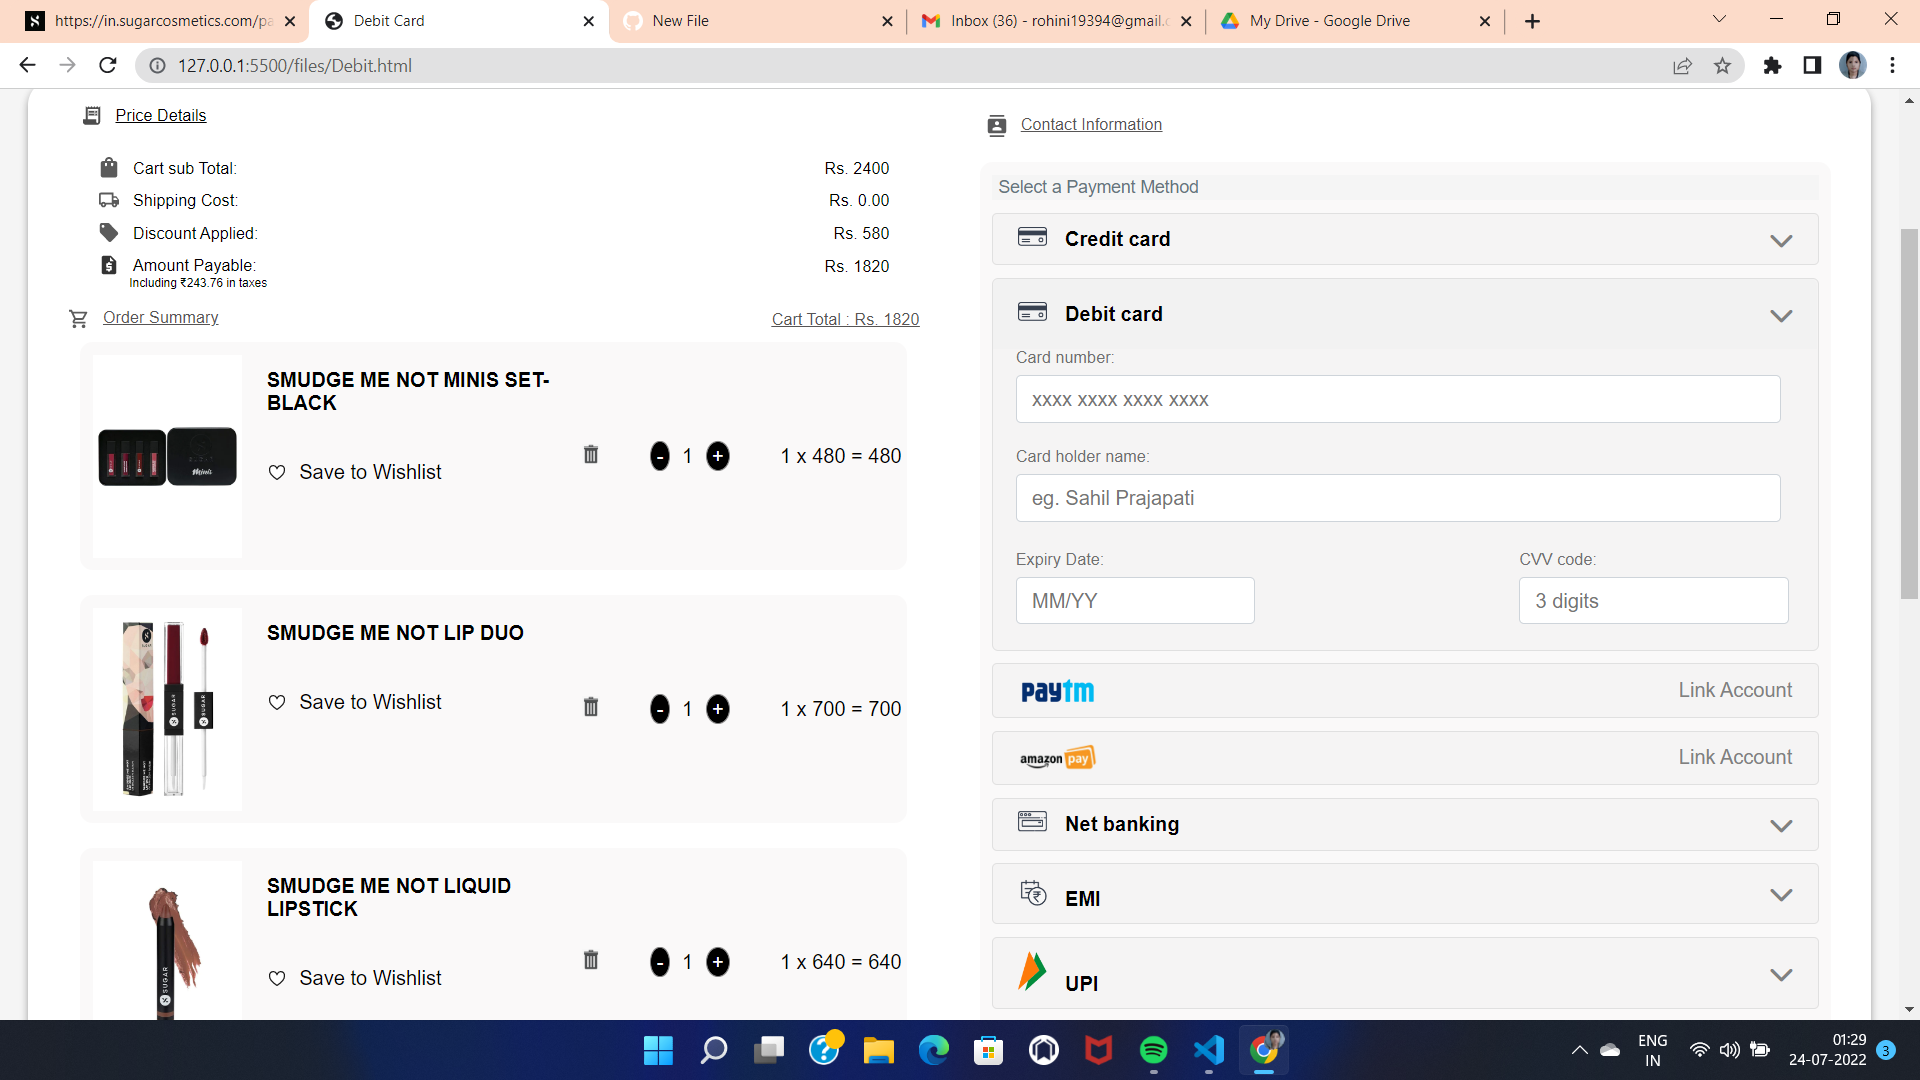 https://in.sugarcosmetics.com/pa
Debit Card
New File
Inbox (36) - rohini19394@gmail.c
My Drive - Google Drive
127.0.0.1:5500/files/Debit.html
Price Details
Cart sub Total: Rs. 2400
Shipping Cost: Rs. 0.00
Discount Applied: Rs. 580
Amount Payable: Rs. 1820
Including ₹243.76 in taxes
Order Summary Cart Total : Rs. 1820
SMUDGE ME NOT MINIS SET-
BLACK
Minis
Save to Wishlist
- 1 + 1 x 480 = 480
SMUDGE ME NOT LIP DUO
SUGAR
SUGAR
Save to Wishlist
- 1 + 1 x 700 = 700
SMUDGE ME NOT LIQUID
LIPSTICK
SUGAR
Save to Wishlist
- 1 + 1 x 640 = 640
Contact Information
Select a Payment Method
Credit card
Debit card
Card number:
xxxx xxxx xxxx xxxx
Card holder name:
eg. Sahil Prajapati
Expiry Date: CVV code:
MM/YY 3 digits
paytm Link Account
amazon pay Link Account
Net banking
EMI
UPI
ENG
IN
01:29
24-07-2022
3